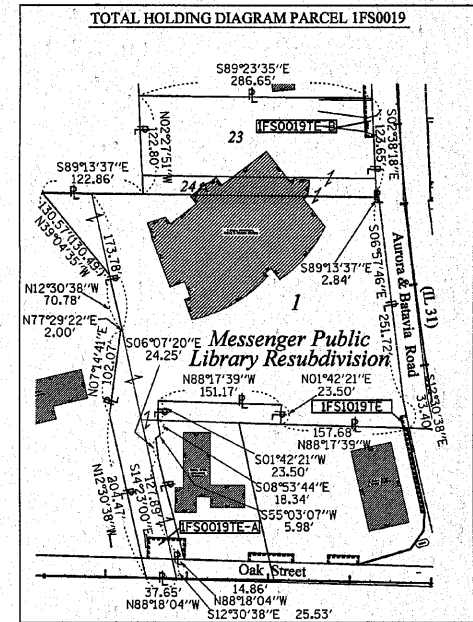 TOTAL HOLDING DIAGRAM PARCEL 1FS0019
S89°23'35"E
286.65'
N02°27'51"W
122.80'
23
1FS0019TE-B
S02°38'18"E
123.65'
S89°13'37"E
122.86'
24
130.57'(130.49')
N39°04'35"W
173.78'
S89°13'37"E
2.84'
S06°57'46"E
251.72'
Aurora & Batavia Road
(IL 31)
N12°30'38"W
70.78'
1
N77°29'22"E
2.00'
S06°07'20"E
24.25'
Messenger Public
Library Resubdivision
N07°14'41"E
102.07'
N88°17'39"W
151.17'
N01°42'21"E
23.50'
1FS1019TE
S12°30'38"E
33.40'
157.68'
N88°17'39"W
S01°42'21"W
23.50'
S08°53'44"E
18.34'
S55°03'07"W
5.98'
N12°30'38"W
204.47'
S14°23'00"E
127.89'
1FS0019TE-A
Oak Street
37.65'
N88°18'04"W
14.86'
N88°18'04"W
S12°30'38"E 25.53'